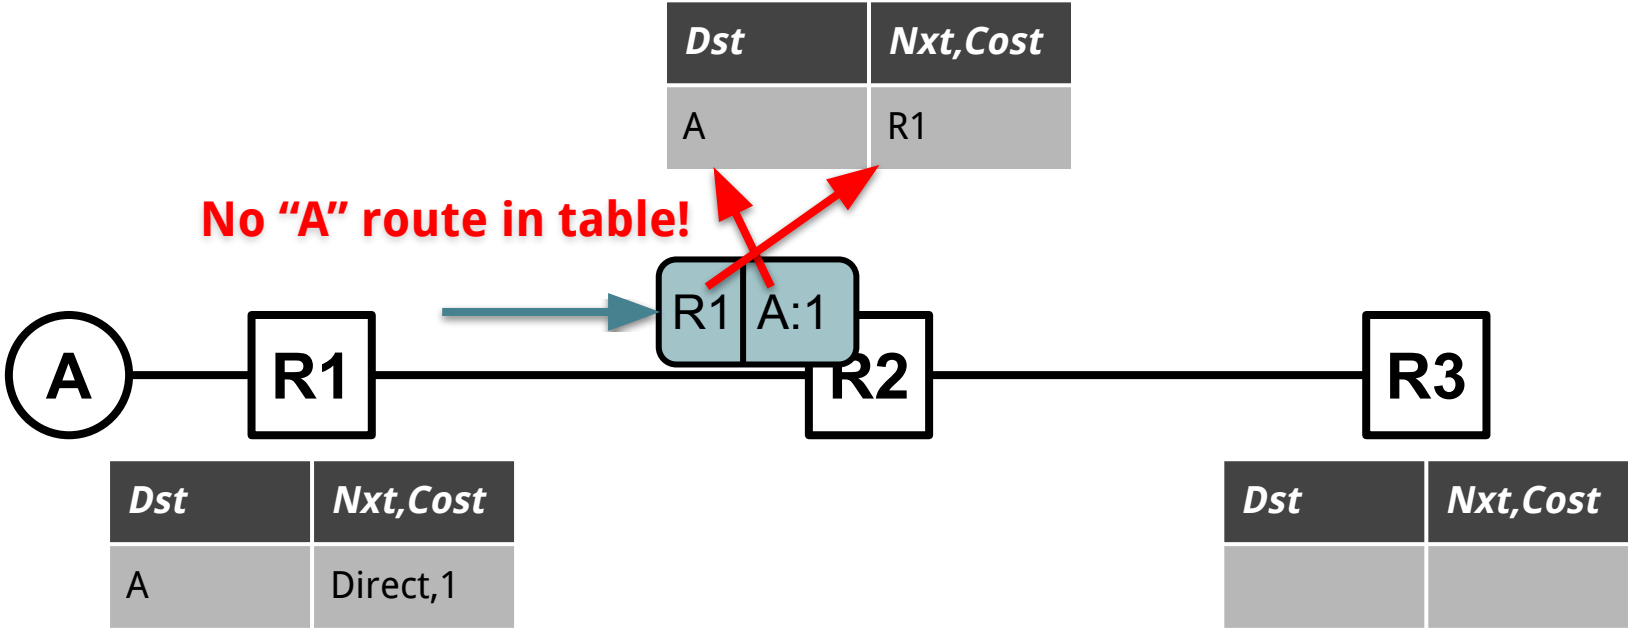 Dst Nxt,Cost
A R1
No “A” route in table!
R1 A:1
A R1 R2 R3
Dst Nxt,Cost
A Direct,1
Dst Nxt,Cost